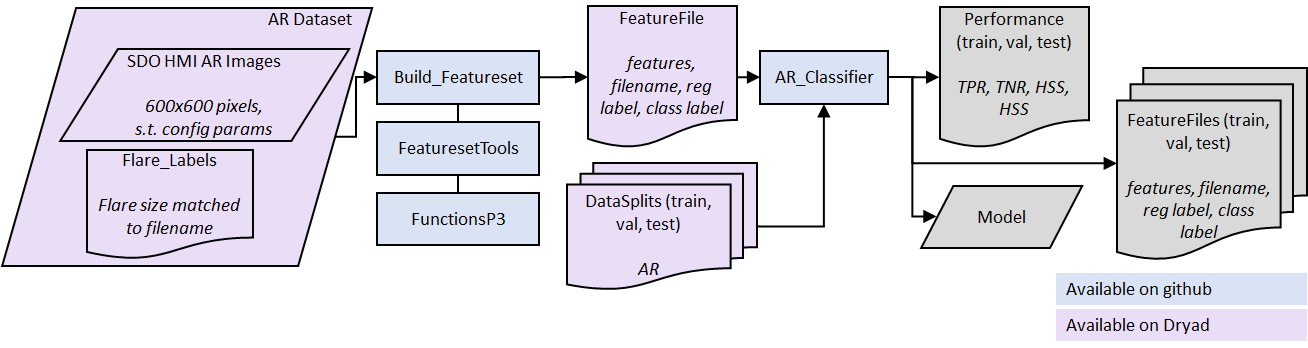 AR Dataset
SDO HMI AR Images
600x600 pixels,
s.t. config params
Flare_Labels
Flare size matched
to filename
Build_Featureset
FeaturesetTools
FunctionsP3
FeatureFile
features,
filename, reg
label, class label
DataSplits (train,
val, test)
AR
AR_Classifier
Performance
(train, val, test)
TPR, TNR, HSS,
HSS
Model
FeatureFiles (train,
val, test)
features, filename,
reg label, class
label
Available on github
Available on Dryad